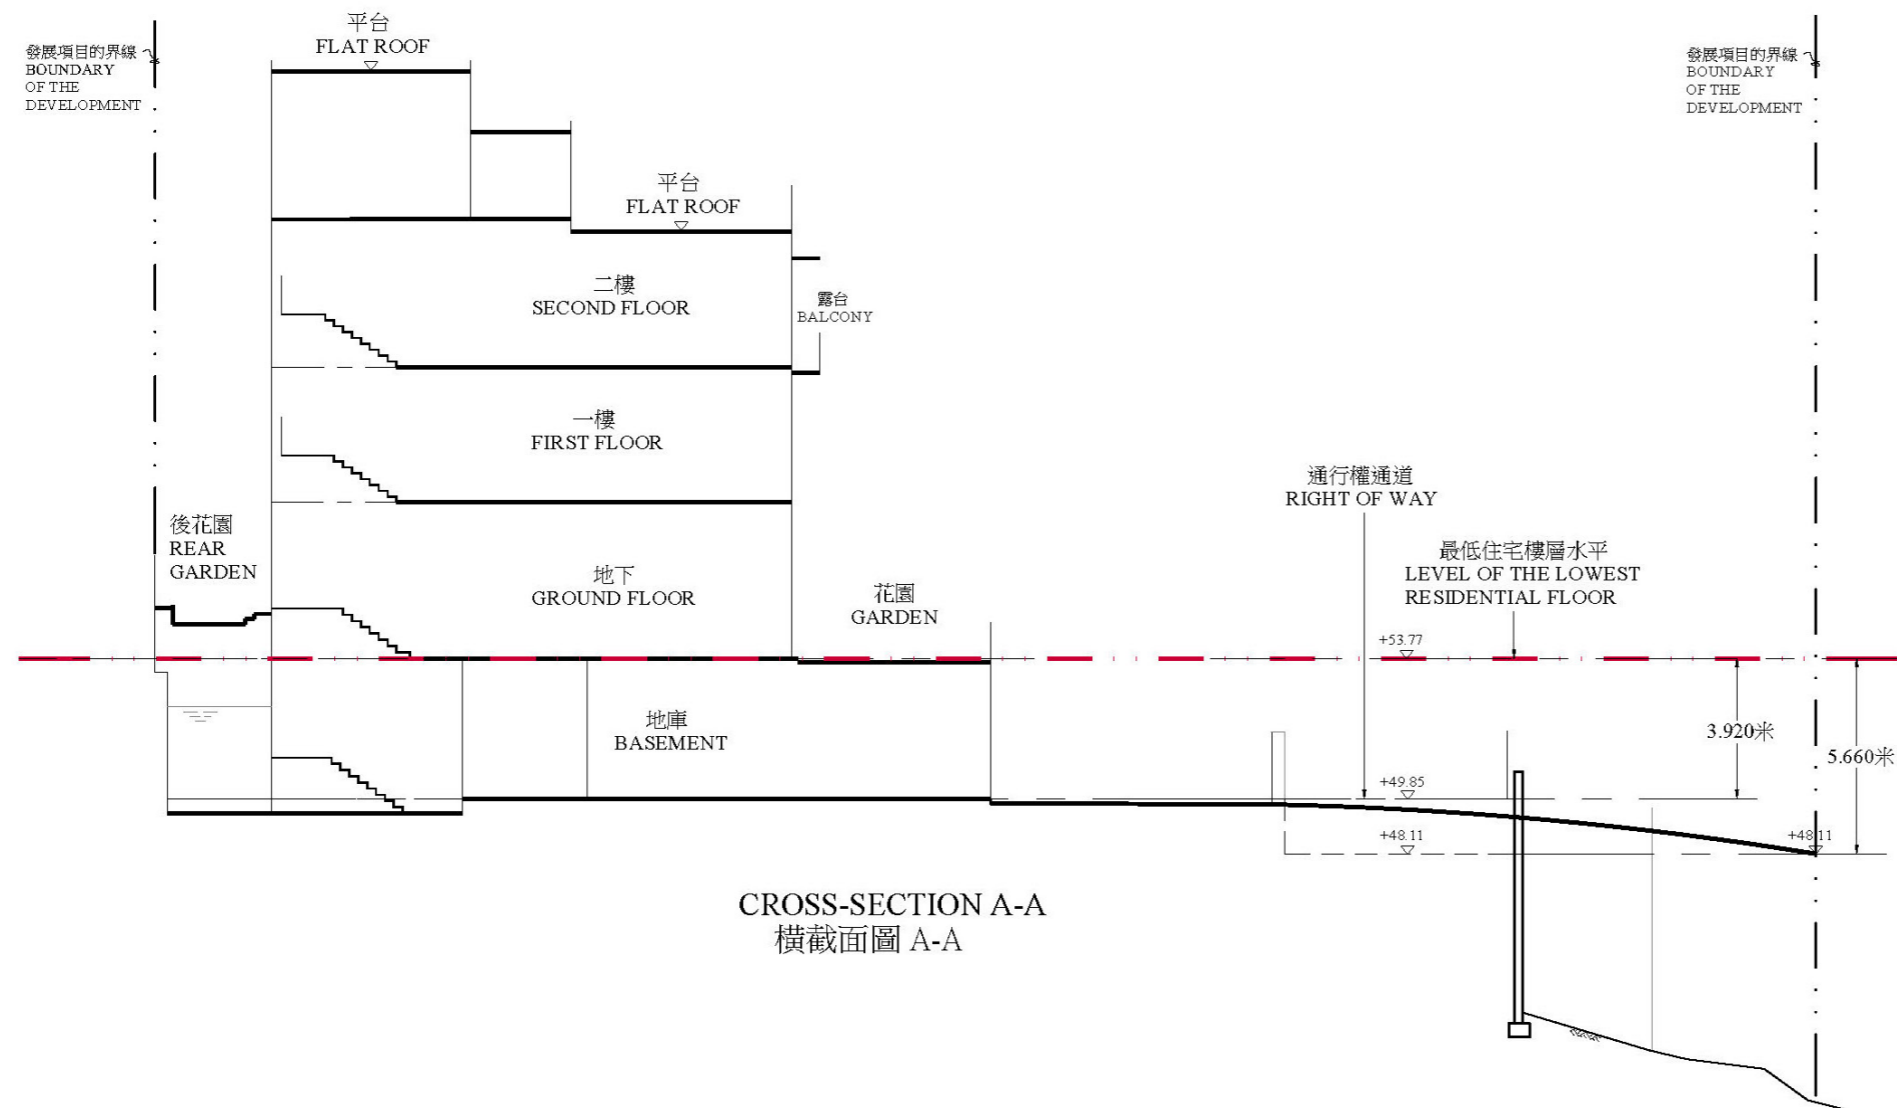 平台
FLAT ROOF
發展項目的界線
BOUNDARY
OF THE
DEVELOPMENT
發展項目的界線
BOUNDARY
OF THE
DEVELOPMENT
平台
FLAT ROOF
二樓
SECOND FLOOR
露台
BALCONY
一樓
FIRST FLOOR
通行權通道
RIGHT OF WAY
後花園
REAR
GARDEN
最低住宅樓層水平
LEVEL OF THE LOWEST
RESIDENTIAL FLOOR
地下
GROUND FLOOR
花園
GARDEN
+53.77
地庫
BASEMENT
3.920米
5.660米
+49.85
+48.11
+48.11
CROSS-SECTION A-A
橫截面圖 A-A